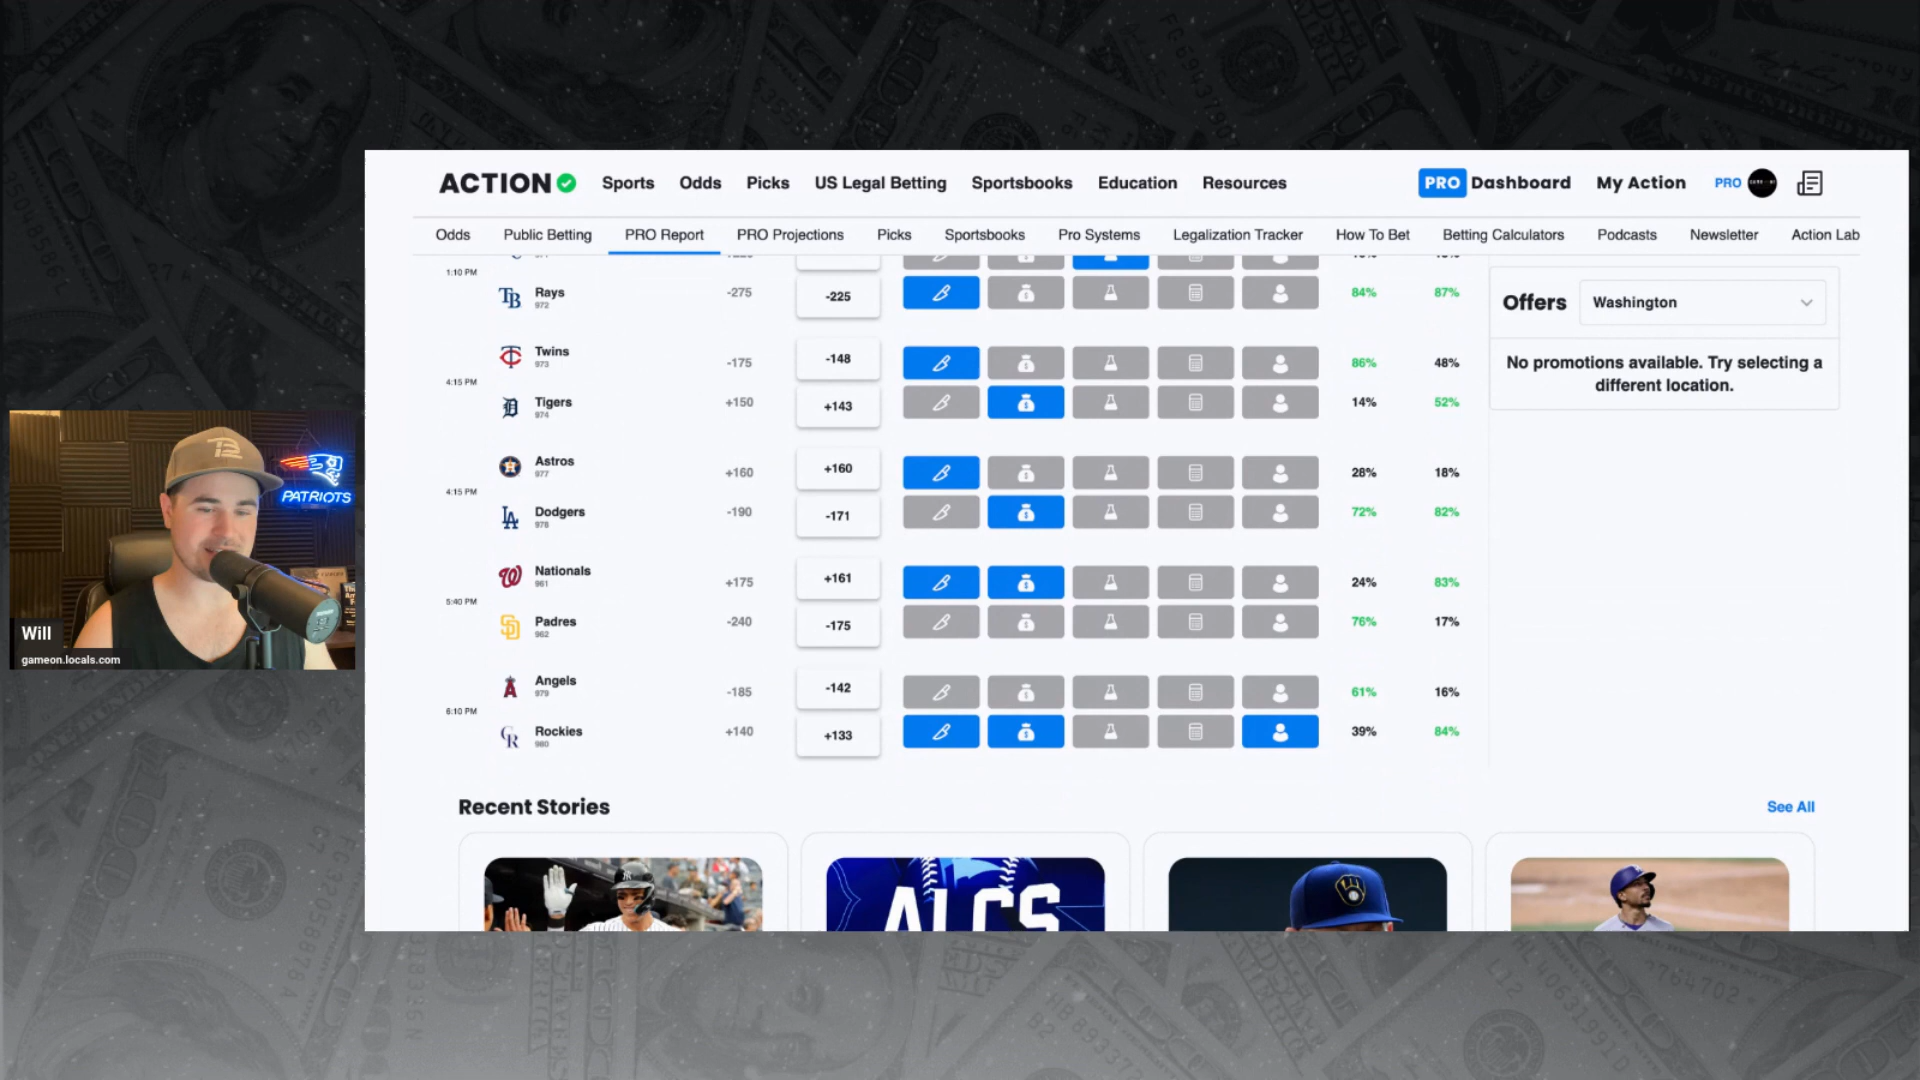 ACTION Sports Odds Picks US Legal Betting Sportsbooks Education Resources PRO Dashboard My Action PRO
Odds Public Betting PRO Report PRO Projections Picks Sportsbooks Pro Systems Legalization Tracker How To Bet Betting Calculators Podcasts Newsletter Action Lab
1:10 PM
Rays -275 -225 84% 87%
972
Offers Washington
No promotions available. Try selecting a
different location.
Twins -175 -148 86% 48%
973
4:15 PM
Tigers +150 +143 14% 52%
974
Astros +160 +160 28% 18%
977
4:15 PM
Dodgers -190 -171 72% 82%
978
Nationals +175 +161 24% 83%
961
5:40 PM
Padres -240 -175 76% 17%
962
Angels -185 -142 61% 16%
979
6:10 PM
Rockies +140 +133 39% 84%
980
Recent Stories See All
ALCS
PATRIOTS
Will
gameon.locals.com